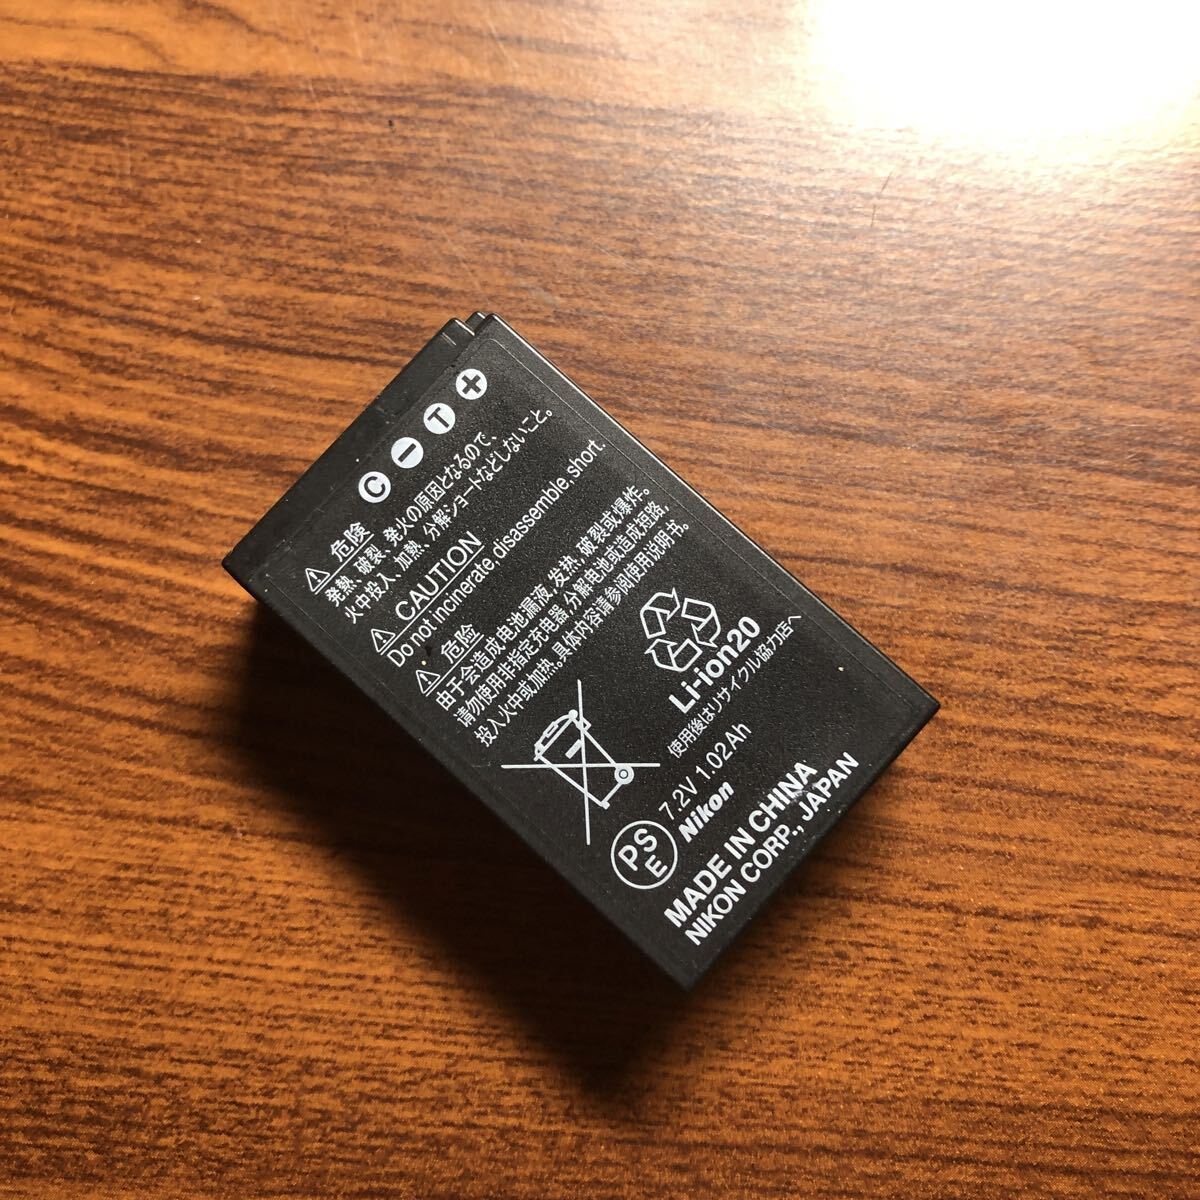 C − T +
危険
発熱、破裂、発火の原因となるので、
火中投入、加熱、分解ショートなどしないこと。
CAUTION
Do not incinerate, disassemble, short.
危险
由于会造成电池漏液,发热,破裂或爆炸。
请勿使用非指定充电器,分解电池或造成短路,
投入火中或加热。具体内容请参阅使用说明书。
Li-ion20
使用後はリサイクル協力店へ
7.2V 1.02Ah
Nikon
PS
E
MADE IN CHINA
NIKON CORP., JAPAN